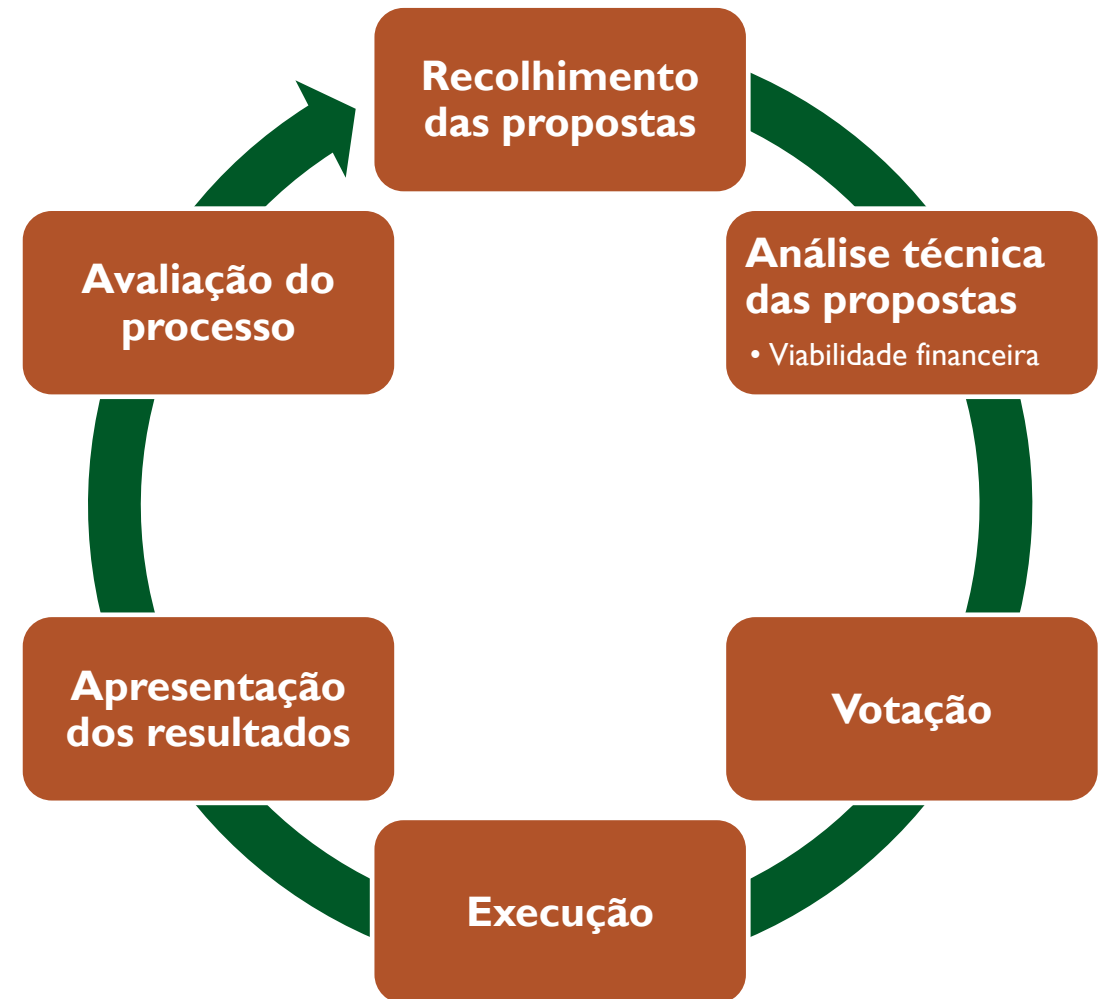 Recolhimento
das propostas
Análise técnica
das propostas
• Viabilidade financeira
Votação
Execução
Apresentação
dos resultados
Avaliação do
processo